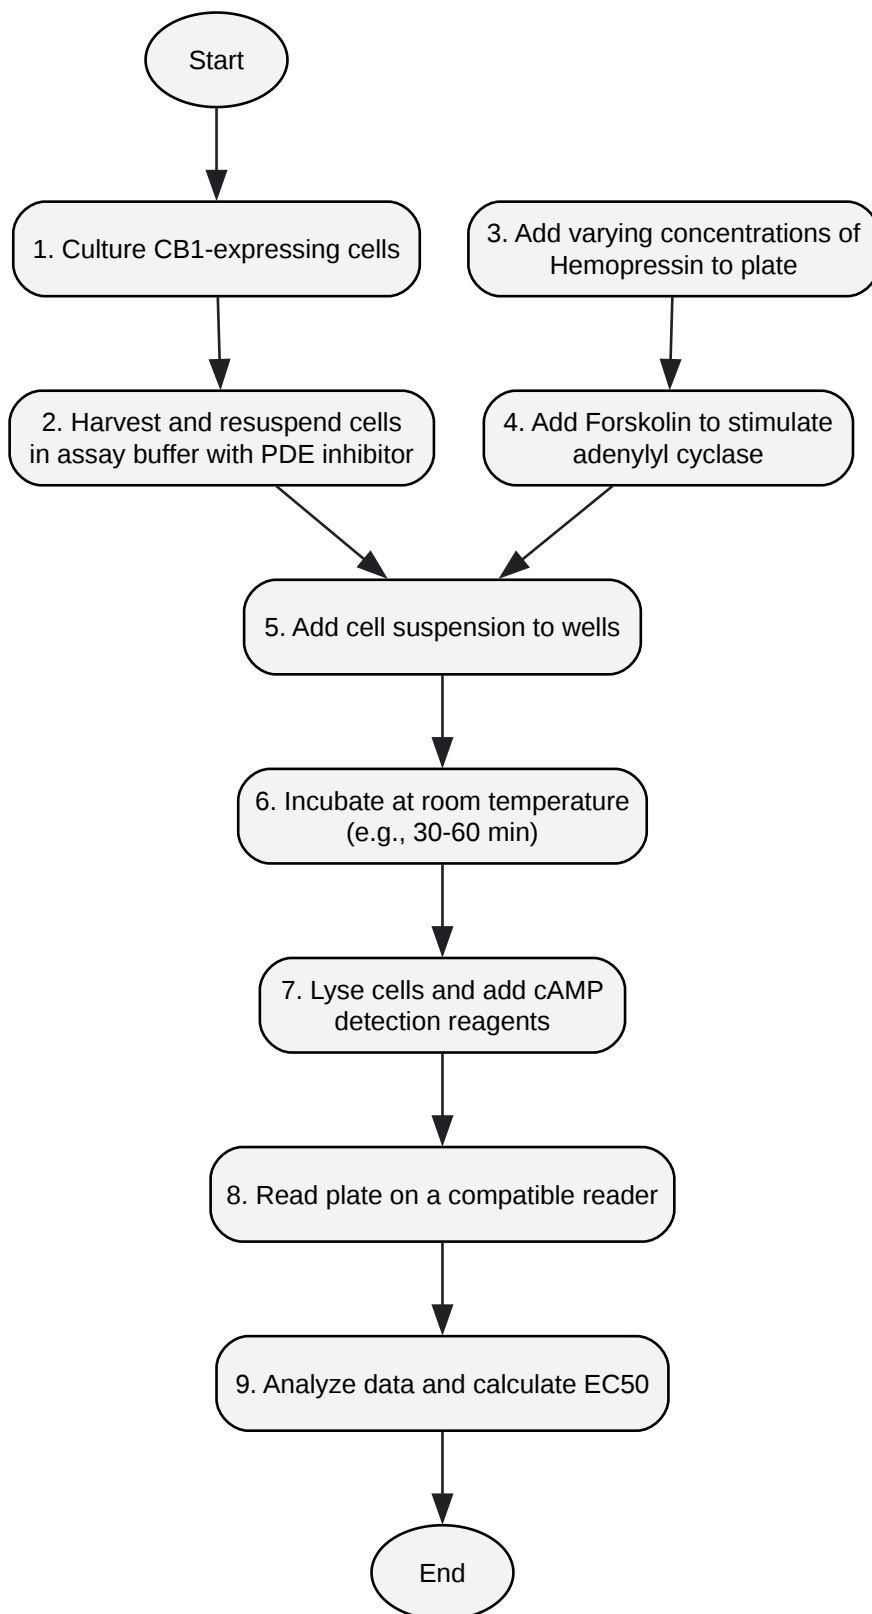 Start
1. Culture CB1-expressing cells
3. Add varying concentrations of
Hemopressin to plate
2. Harvest and resuspend cells
in assay buffer with PDE inhibitor
4. Add Forskolin to stimulate
adenylyl cyclase
5. Add cell suspension to wells
6. Incubate at room temperature
(e.g., 30-60 min)
7. Lyse cells and add cAMP
detection reagents
8. Read plate on a compatible reader
9. Analyze data and calculate EC50
End